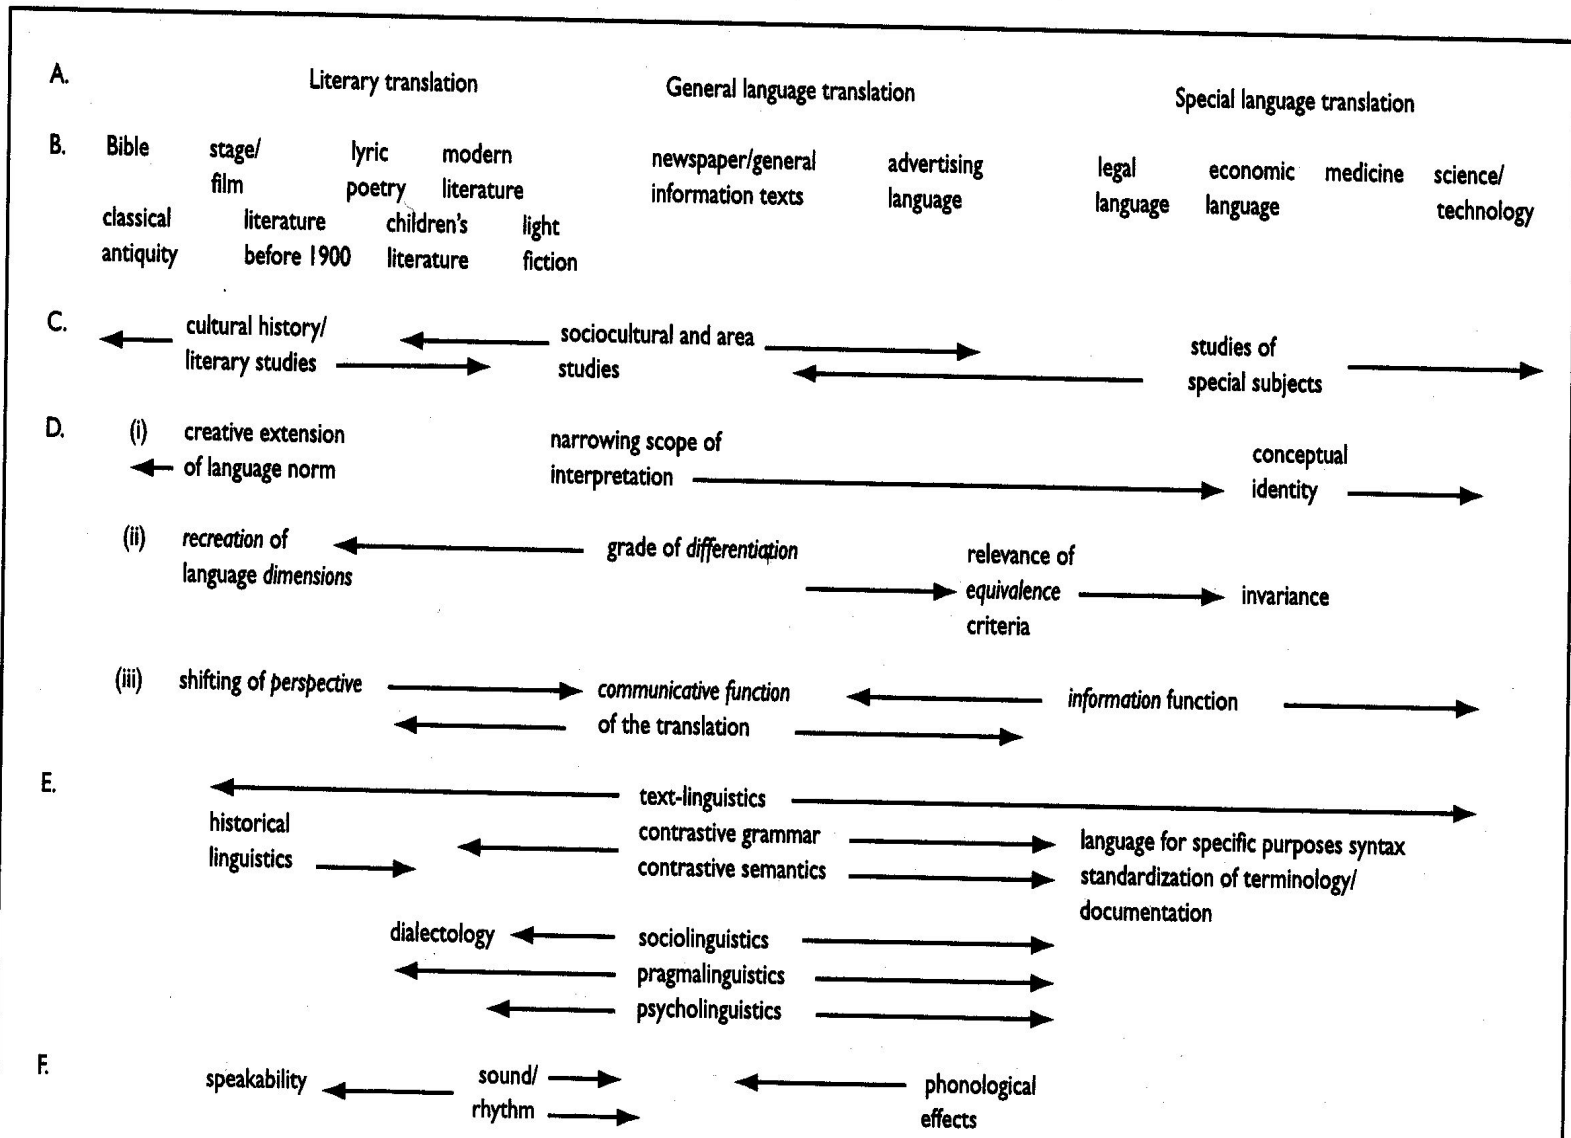 A. Literary translation General language translation Special language translation
B. Bible stage/ lyric modern newspaper/general advertising legal economic medicine science/
film poetry literature information texts language language language technology
classical literature children's light
antiquity before 1900 literature fiction
C. cultural history/ sociocultural and area studies of
literary studies studies special subjects
D. (i) creative extension narrowing scope of conceptual
of language norm interpretation identity
(ii) recreation of grade of differentiation relevance of
language dimensions equivalence invariance
criteria
(iii) shifting of perspective communicative function information function
of the translation
E. text-linguistics
historical contrastive grammar language for specific purposes syntax
linguistics contrastive semantics standardization of terminology/
documentation
dialectology sociolinguistics
pragmalinguistics
psycholinguistics
F. speakability sound/ phonological
rhythm effects